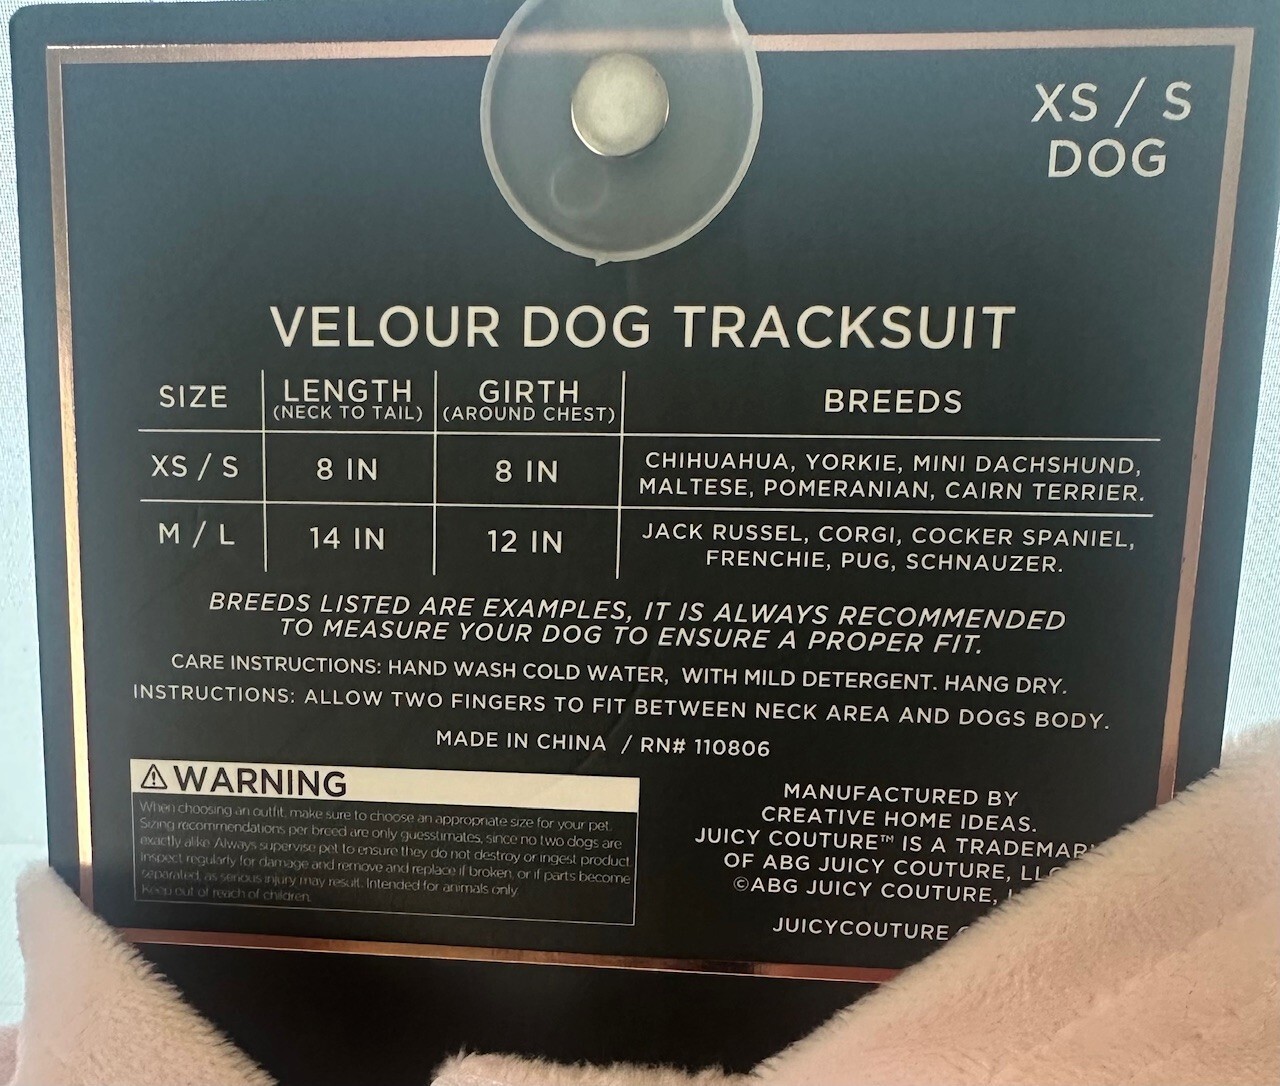 XS / S
DOG
VELOUR DOG TRACKSUIT
SIZE LENGTH (NECK TO TAIL) GIRTH (AROUND CHEST) BREEDS
XS / S 8 IN 8 IN CHIHUAHUA, YORKIE, MINI DACHSHUND,
MALTESE, POMERANIAN, CAIRN TERRIER.
M / L 14 IN 12 IN JACK RUSSEL, CORGI, COCKER SPANIEL,
FRENCHIE, PUG, SCHNAUZER.
BREEDS LISTED ARE EXAMPLES, IT IS ALWAYS RECOMMENDED
TO MEASURE YOUR DOG TO ENSURE A PROPER FIT.
CARE INSTRUCTIONS: HAND WASH COLD WATER, WITH MILD DETERGENT. HANG DRY.
INSTRUCTIONS: ALLOW TWO FINGERS TO FIT BETWEEN NECK AREA AND DOGS BODY.
MADE IN CHINA / RN# 110806
⚠ WARNING
When choosing an outfit, make sure to choose an appropriate size for your pet.
Sizing recommendations per breed are only guesstimates, since no two dogs are
exactly alike. Always supervise pet to ensure they do not destroy or ingest product.
Inspect regularly for damage and remove and replace if broken, or if parts become
separated, as serious injury may result. Intended for animals only.
Keep out of reach of children.
MANUFACTURED BY
CREATIVE HOME IDEAS.
JUICY COUTURE™ IS A TRADEMAR
OF ABG JUICY COUTURE, LLC
©ABG JUICY COUTURE,
JUICYCOUTURE